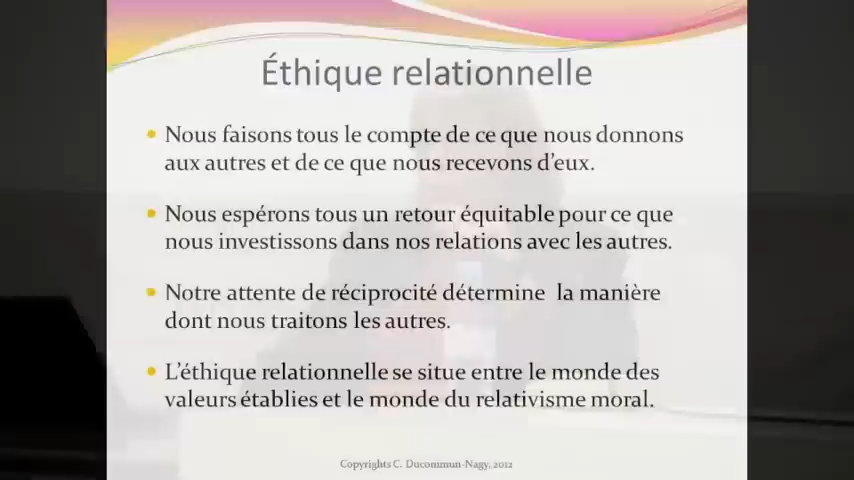 Éthique relationnelle
• Nous faisons tous le compte de ce que nous donnons
aux autres et de ce que nous recevons d'eux.
• Nous espérons tous un retour équitable pour ce que
nous investissons dans nos relations avec les autres.
• Notre attente de réciprocité détermine  la manière
dont nous traitons les autres.
• L'éthique relationnelle se situe entre le monde des
valeurs établies et le monde du relativisme moral.
Copyrights C. Ducommun-Nagy, 2012